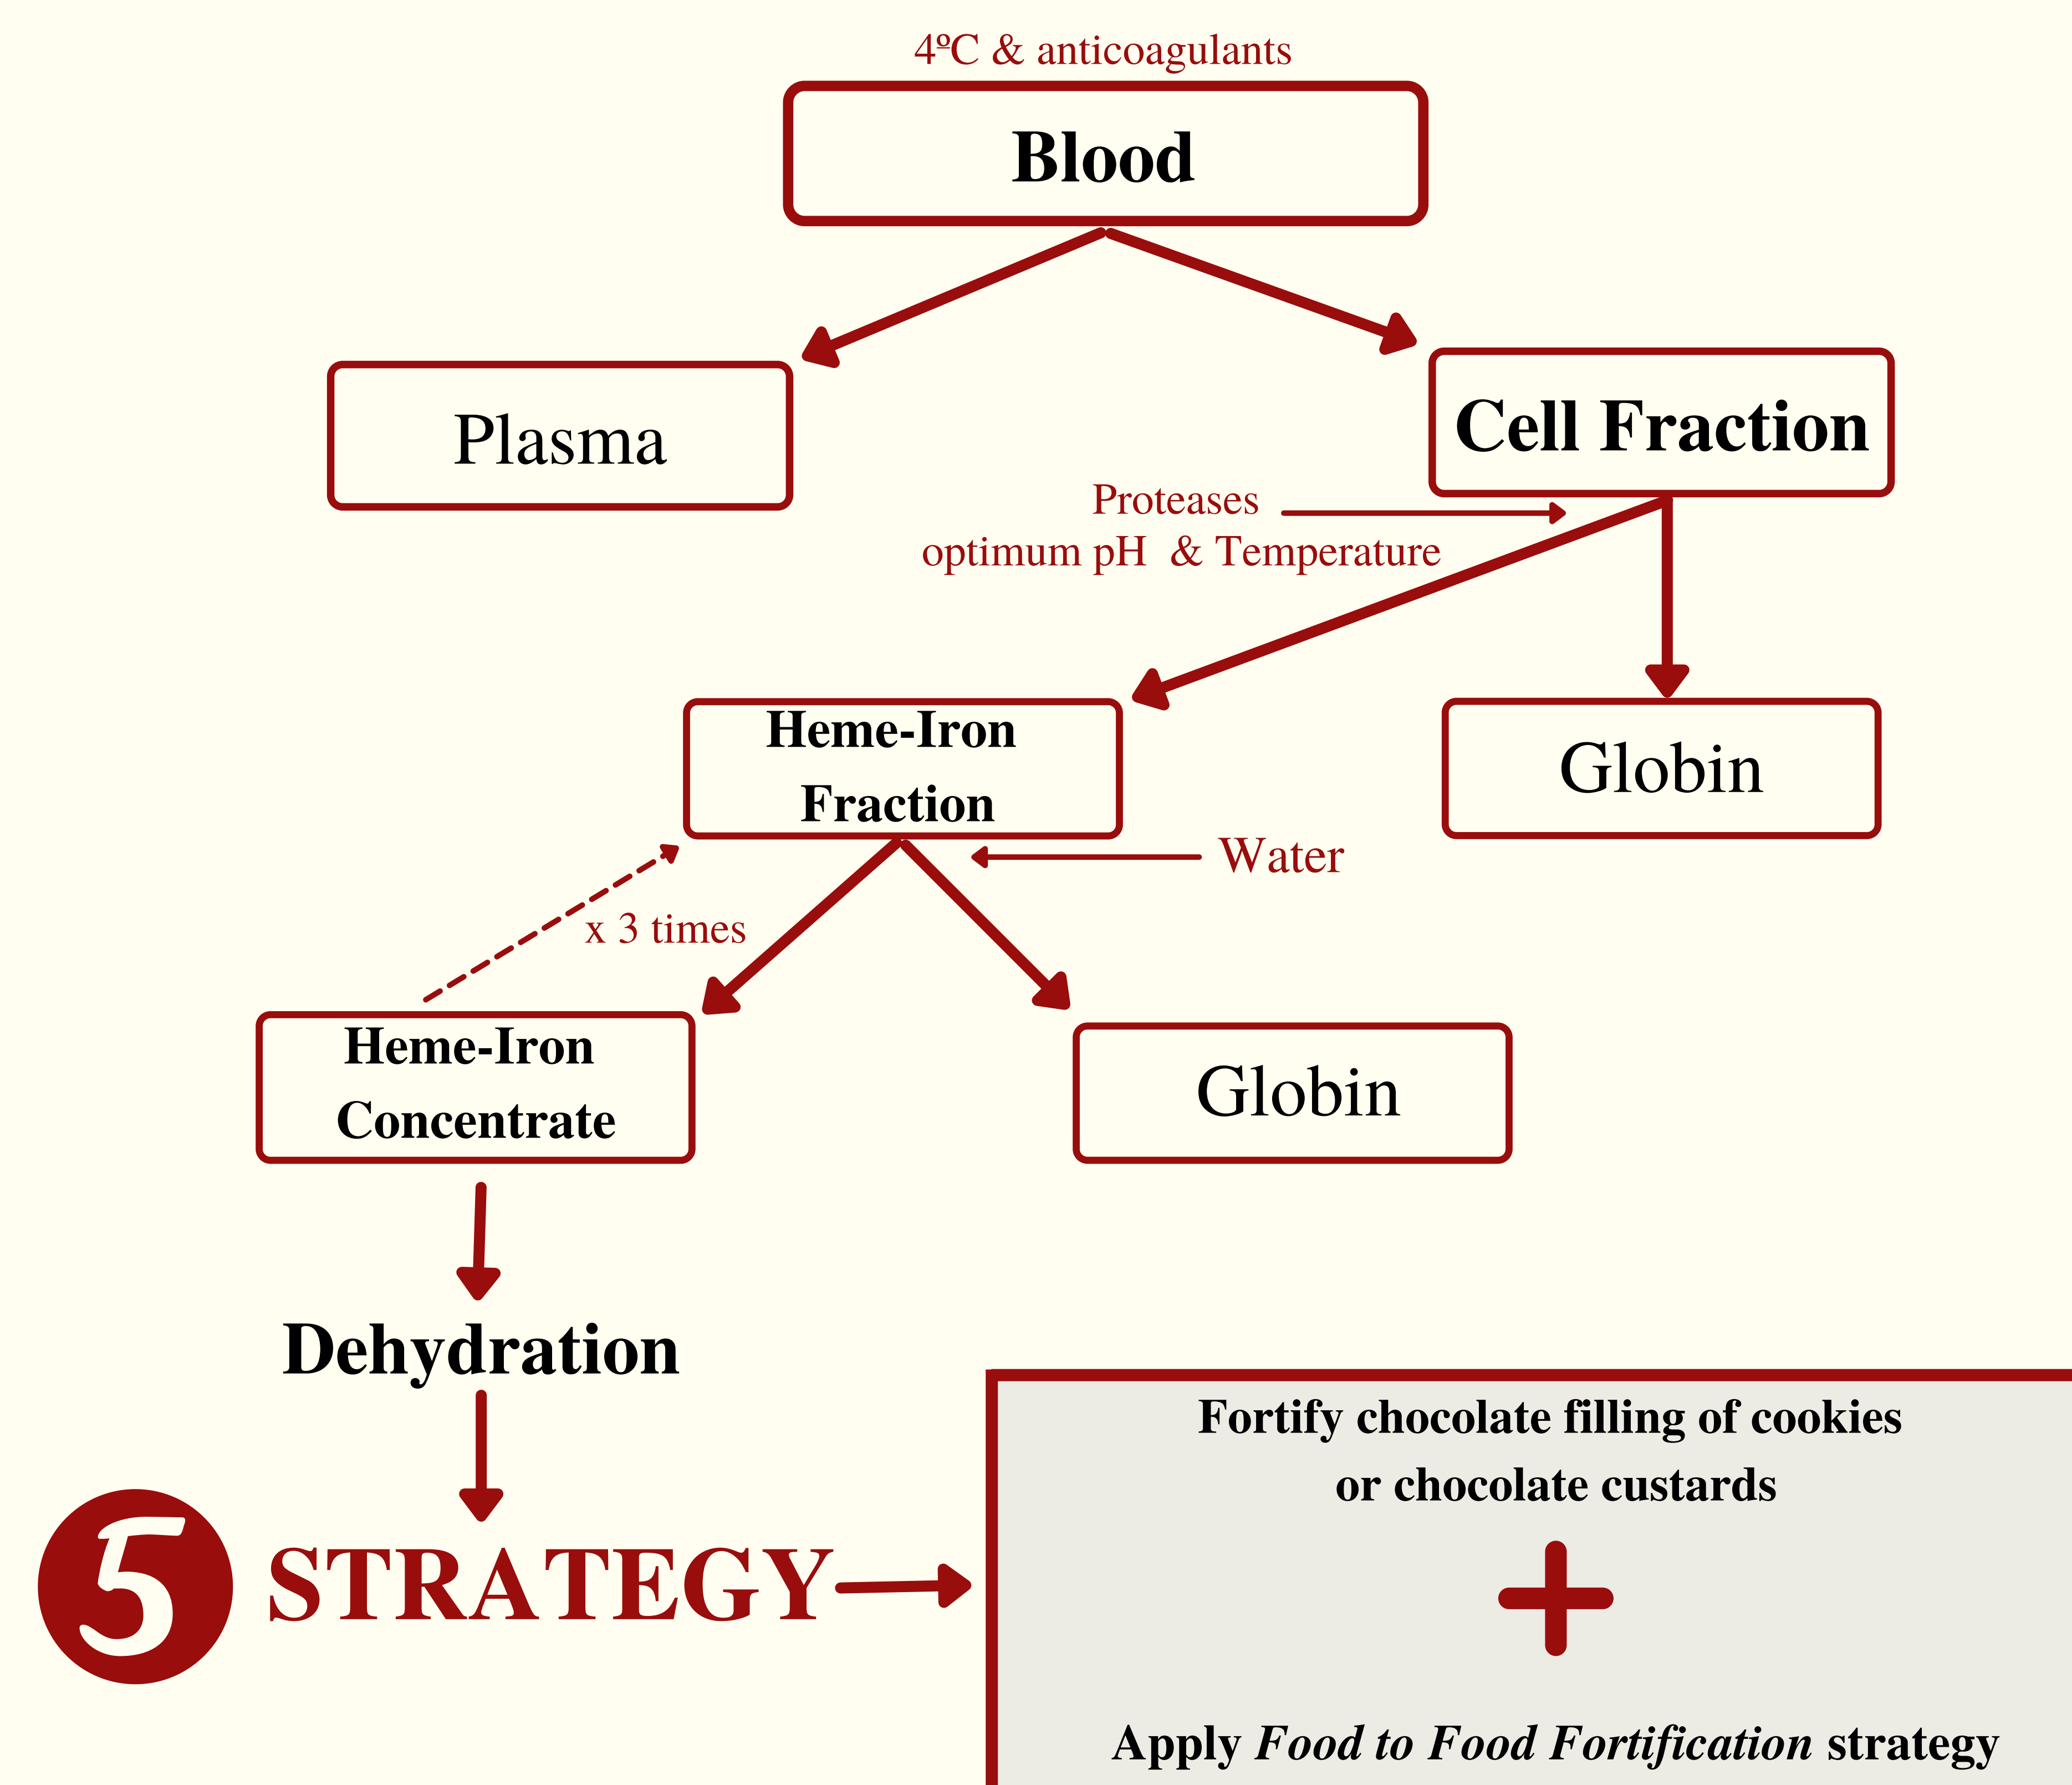 4ºC & anticoagulants
Blood
Plasma
Cell Fraction
Proteases
optimum pH & Temperature
Heme-Iron
Fraction
Globin
Water
x 3 times
Heme-Iron
Concentrate
Globin
Dehydration
5
STRATEGY
Fortify chocolate filling of cookies
or chocolate custards
Apply Food to Food Fortification strategy